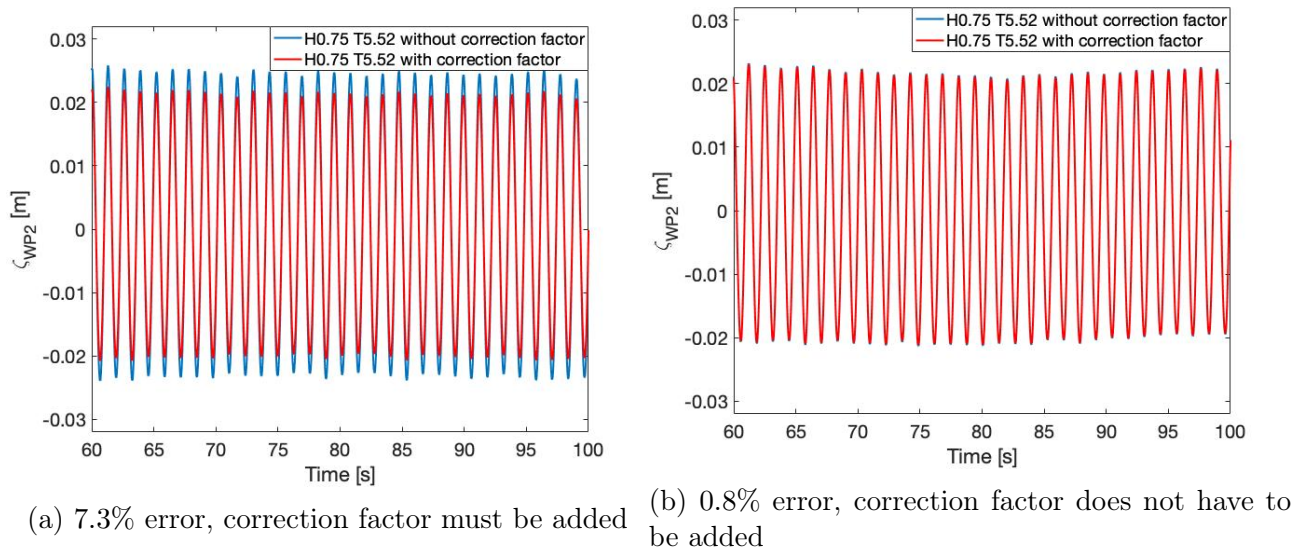 0.03
0.02
0.01
0
-0.01
-0.02
-0.03
ζWP2 [m]
H0.75 T5.52 without correction factor
H0.75 T5.52 with correction factor
60 65 70 75 80 85 90 95 100
Time [s]
(a) 7.3% error, correction factor must be added
0.03
0.02
0.01
0
-0.01
-0.02
-0.03
ζWP2 [m]
H0.75 T5.52 without correction factor
H0.75 T5.52 with correction factor
60 65 70 75 80 85 90 95 100
Time [s]
(b) 0.8% error, correction factor does not have to
be added